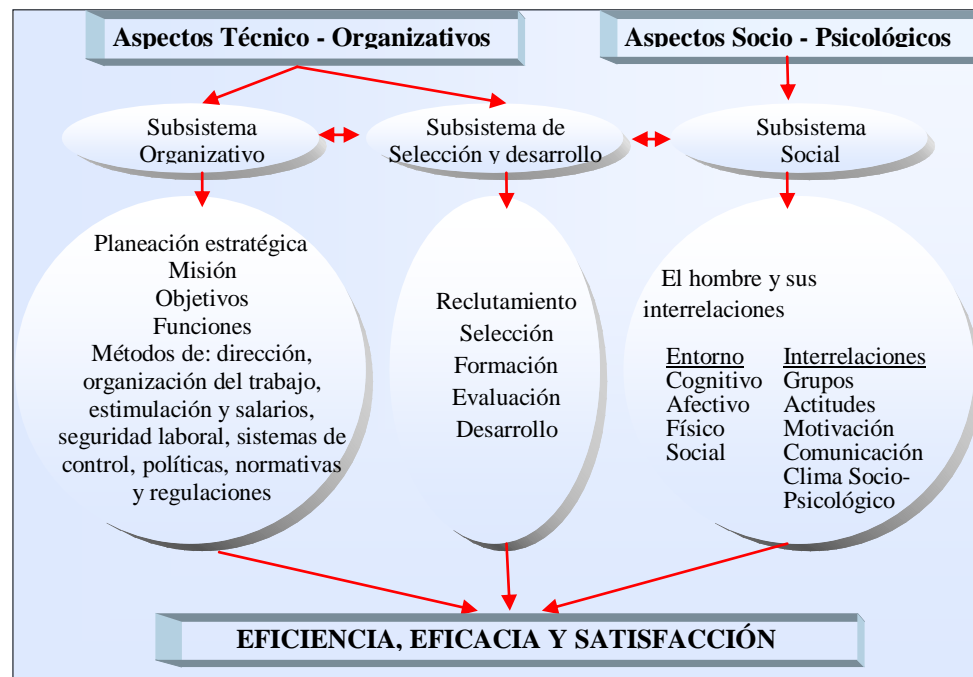 Aspectos Técnico - Organizativos
Aspectos Socio - Psicológicos
Subsistema
Organizativo
Subsistema de
Selección y desarrollo
Subsistema
Social
Planeación estratégica
Misión
Objetivos
Funciones
Métodos de: dirección,
organización del trabajo,
estimulación y salarios,
seguridad laboral, sistemas de
control, políticas, normativas
y regulaciones
Reclutamiento
Selección
Formación
Evaluación
Desarrollo
El hombre y sus
interrelaciones
Entorno
Cognitivo
Afectivo
Físico
Social
Interrelaciones
Grupos
Actitudes
Motivación
Comunicación
Clima Socio-
Psicológico
EFICIENCIA, EFICACIA Y SATISFACCIÓN